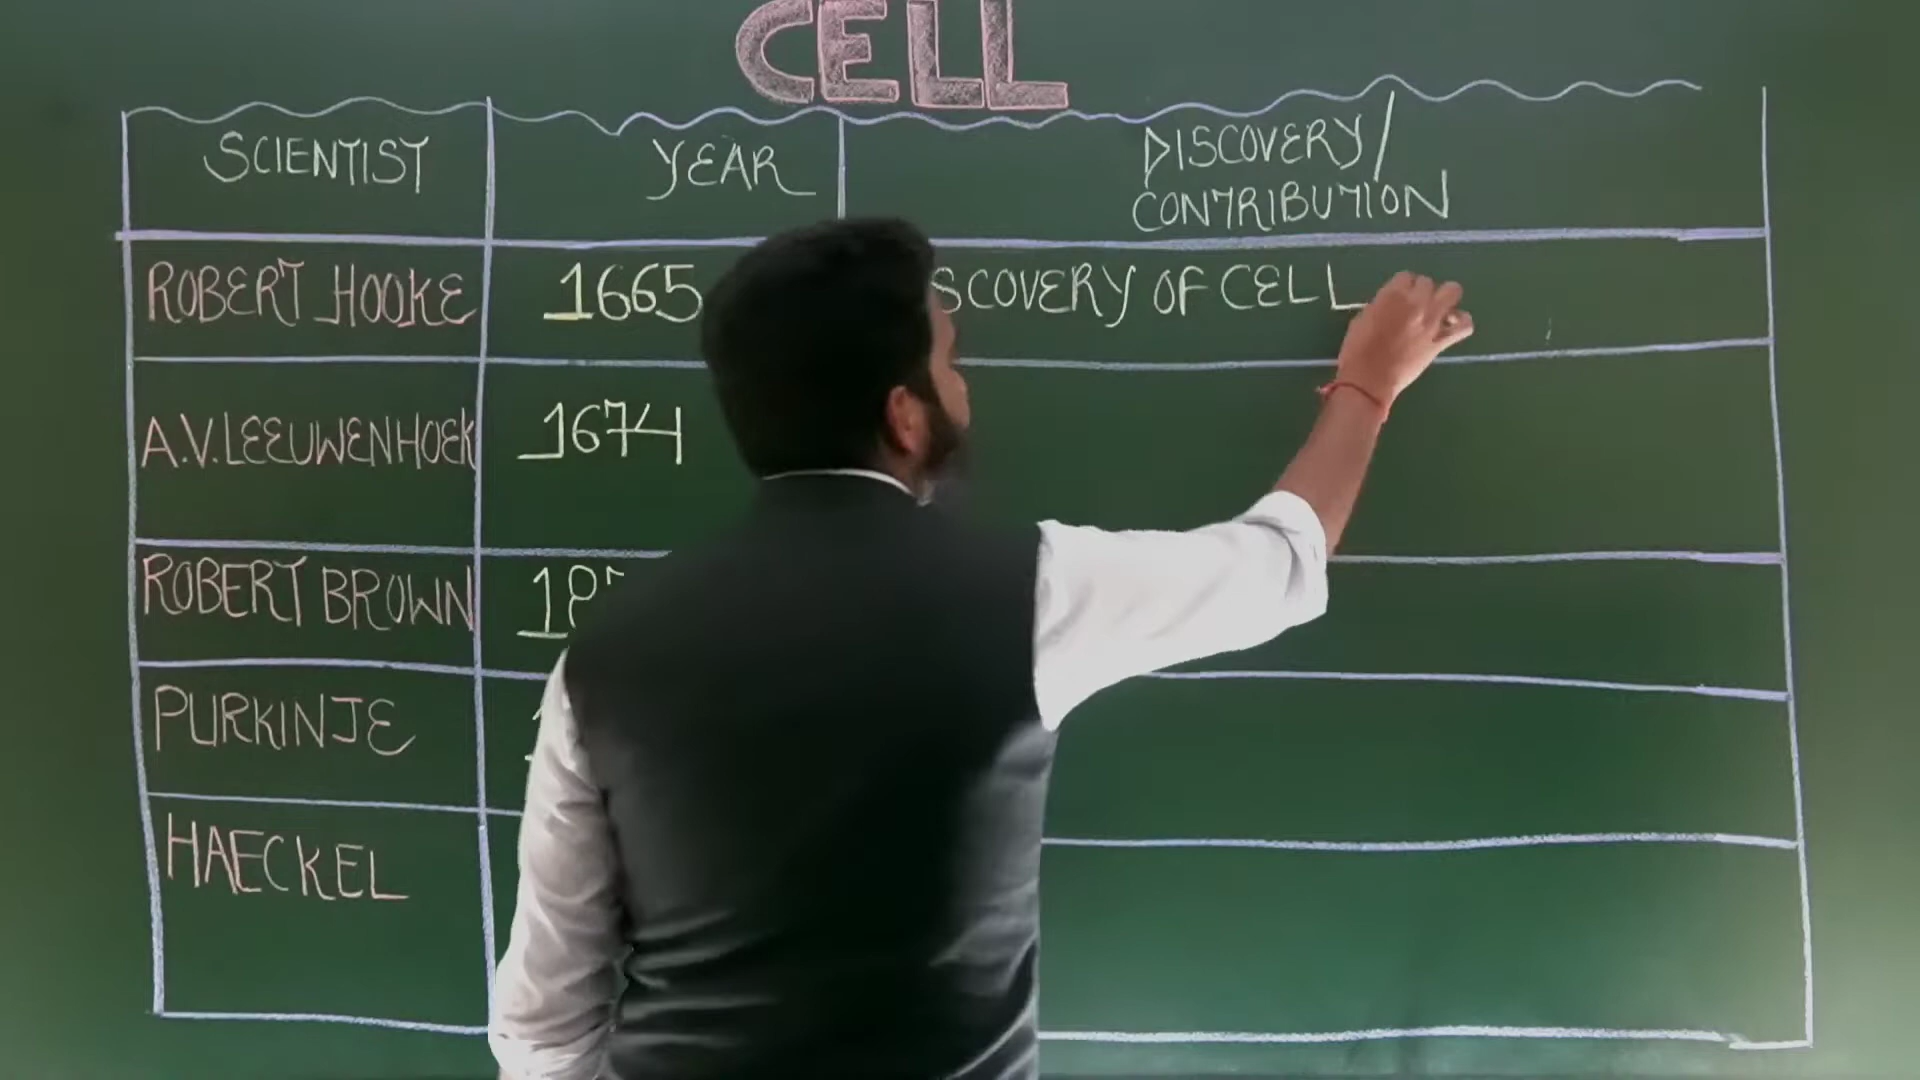 CELL
SCIENTIST YEAR DISCOVERY/
CONTRIBUTION
ROBERT HOOKE 1665 SCOVERY OF CELL
A.V.LEEUWENHOEK 1674
ROBERT BROWN
PURKINJE
HAECKEL